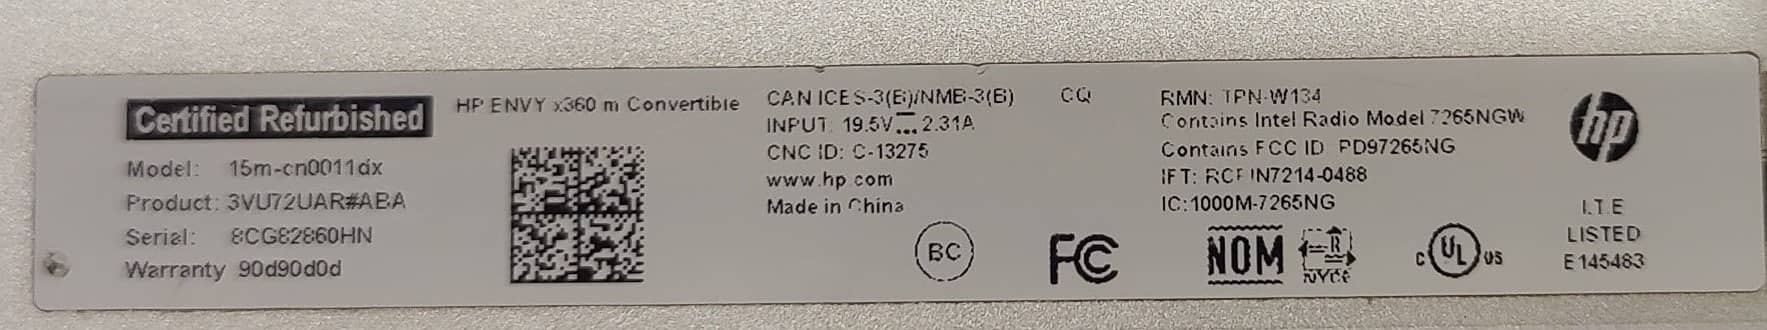 Certified Refurbished
HP ENVY x360 m Convertible
Model: 15m-cn0011dx
Product: 3VU72UAR#ABA
Serial: 8CG82860HN
Warranty 90d90d0d
CAN ICES-3(B)/NMB-3(B)
CQ
INPUT: 19.5V 2.31A
CNC ID: C-13275
www.hp.com
Made in China
BC
FC
RMN: TPN-W134
Contains Intel Radio Model 7265NGW
Contains FCC ID PD97265NG
IFT: RCPIN7214-0488
IC:1000M-7265NG
NOM
NYCE
c UL US
hp
I.T.E
LISTED
E145483